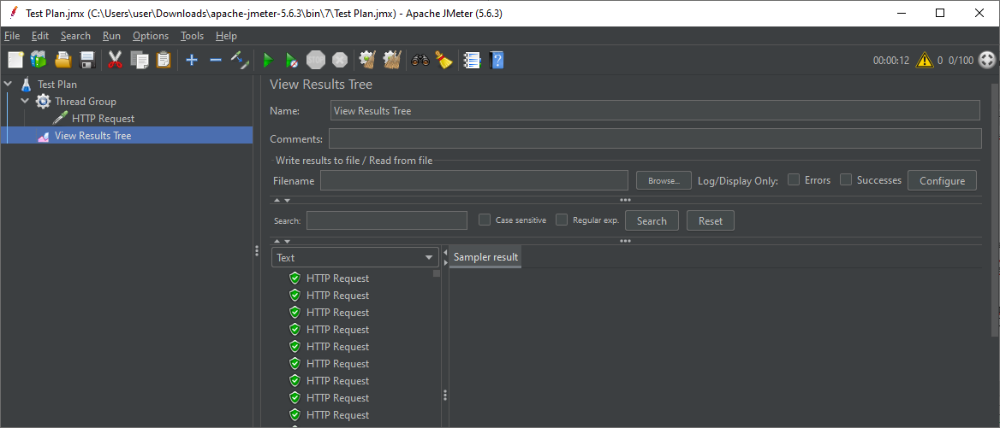 Test Plan.jmx (C:\Users\user\Downloads\apache-jmeter-5.6.3\bin\7\Test Plan.jmx) - Apache JMeter (5.6.3)
File Edit Search Run Options Tools Help
STOP 00:00:12 0 0/100
Test Plan
Thread Group
HTTP Request
View Results Tree
View Results Tree
Name: View Results Tree
Comments:
Write results to file / Read from file
Filename Browse... Log/Display Only: Errors Successes Configure
Search: Case sensitive Regular exp. Search Reset
Text Sampler result
HTTP Request
HTTP Request
HTTP Request
HTTP Request
HTTP Request
HTTP Request
HTTP Request
HTTP Request
HTTP Request